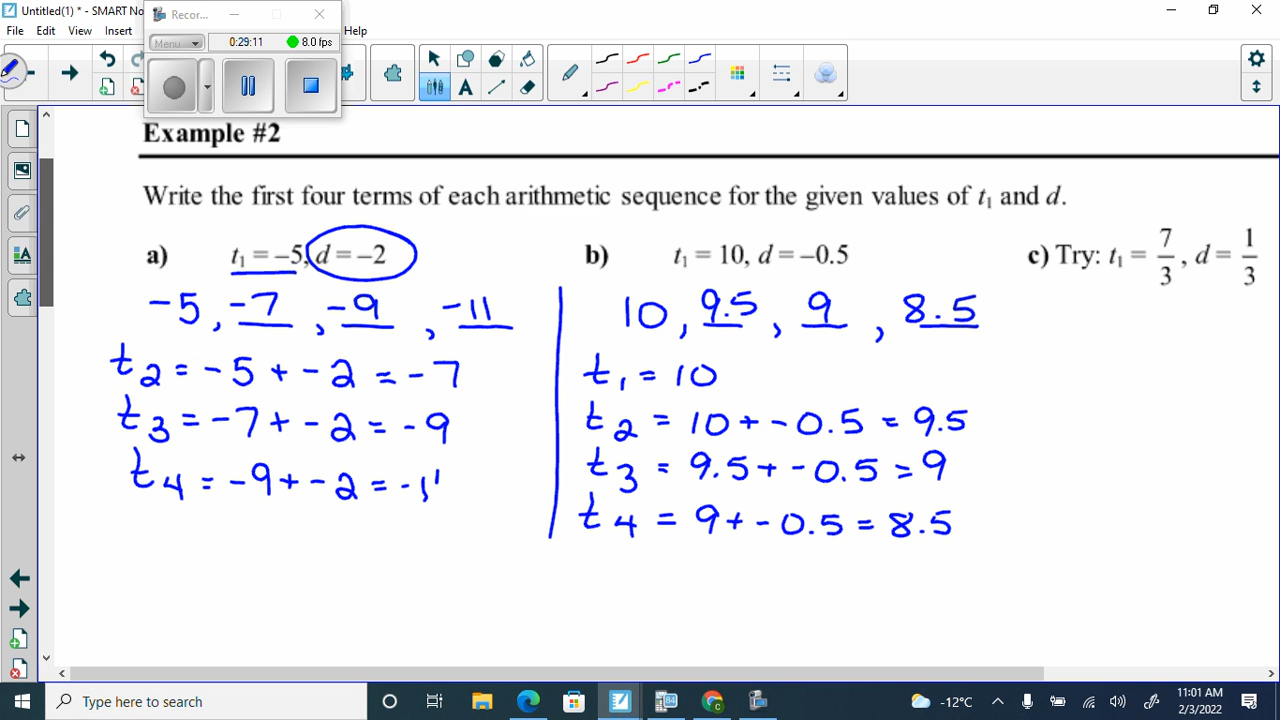 Untitled(1) * - SMART No
Recor...
File Edit View Insert Help
Menu 0:29:11 8.0 fps
Example #2
Write the first four terms of each arithmetic sequence for the given values of t₁ and d.
a) t₁ = –5, d = –2 b) t₁ = 10, d = –0.5 c) Try: t₁ = 7/3, d = 1/3
-5, -7, -9, -11
t2 = -5 + -2 = -7
t3 = -7 + -2 = -9
t4 = -9 + -2 = -11
10, 9.5, 9, 8.5
t1 = 10
t2 = 10 + -0.5 = 9.5
t3 = 9.5 + -0.5 = 9
t4 = 9 + -0.5 = 8.5
Type here to search
-12°C
11:01 AM
2/3/2022